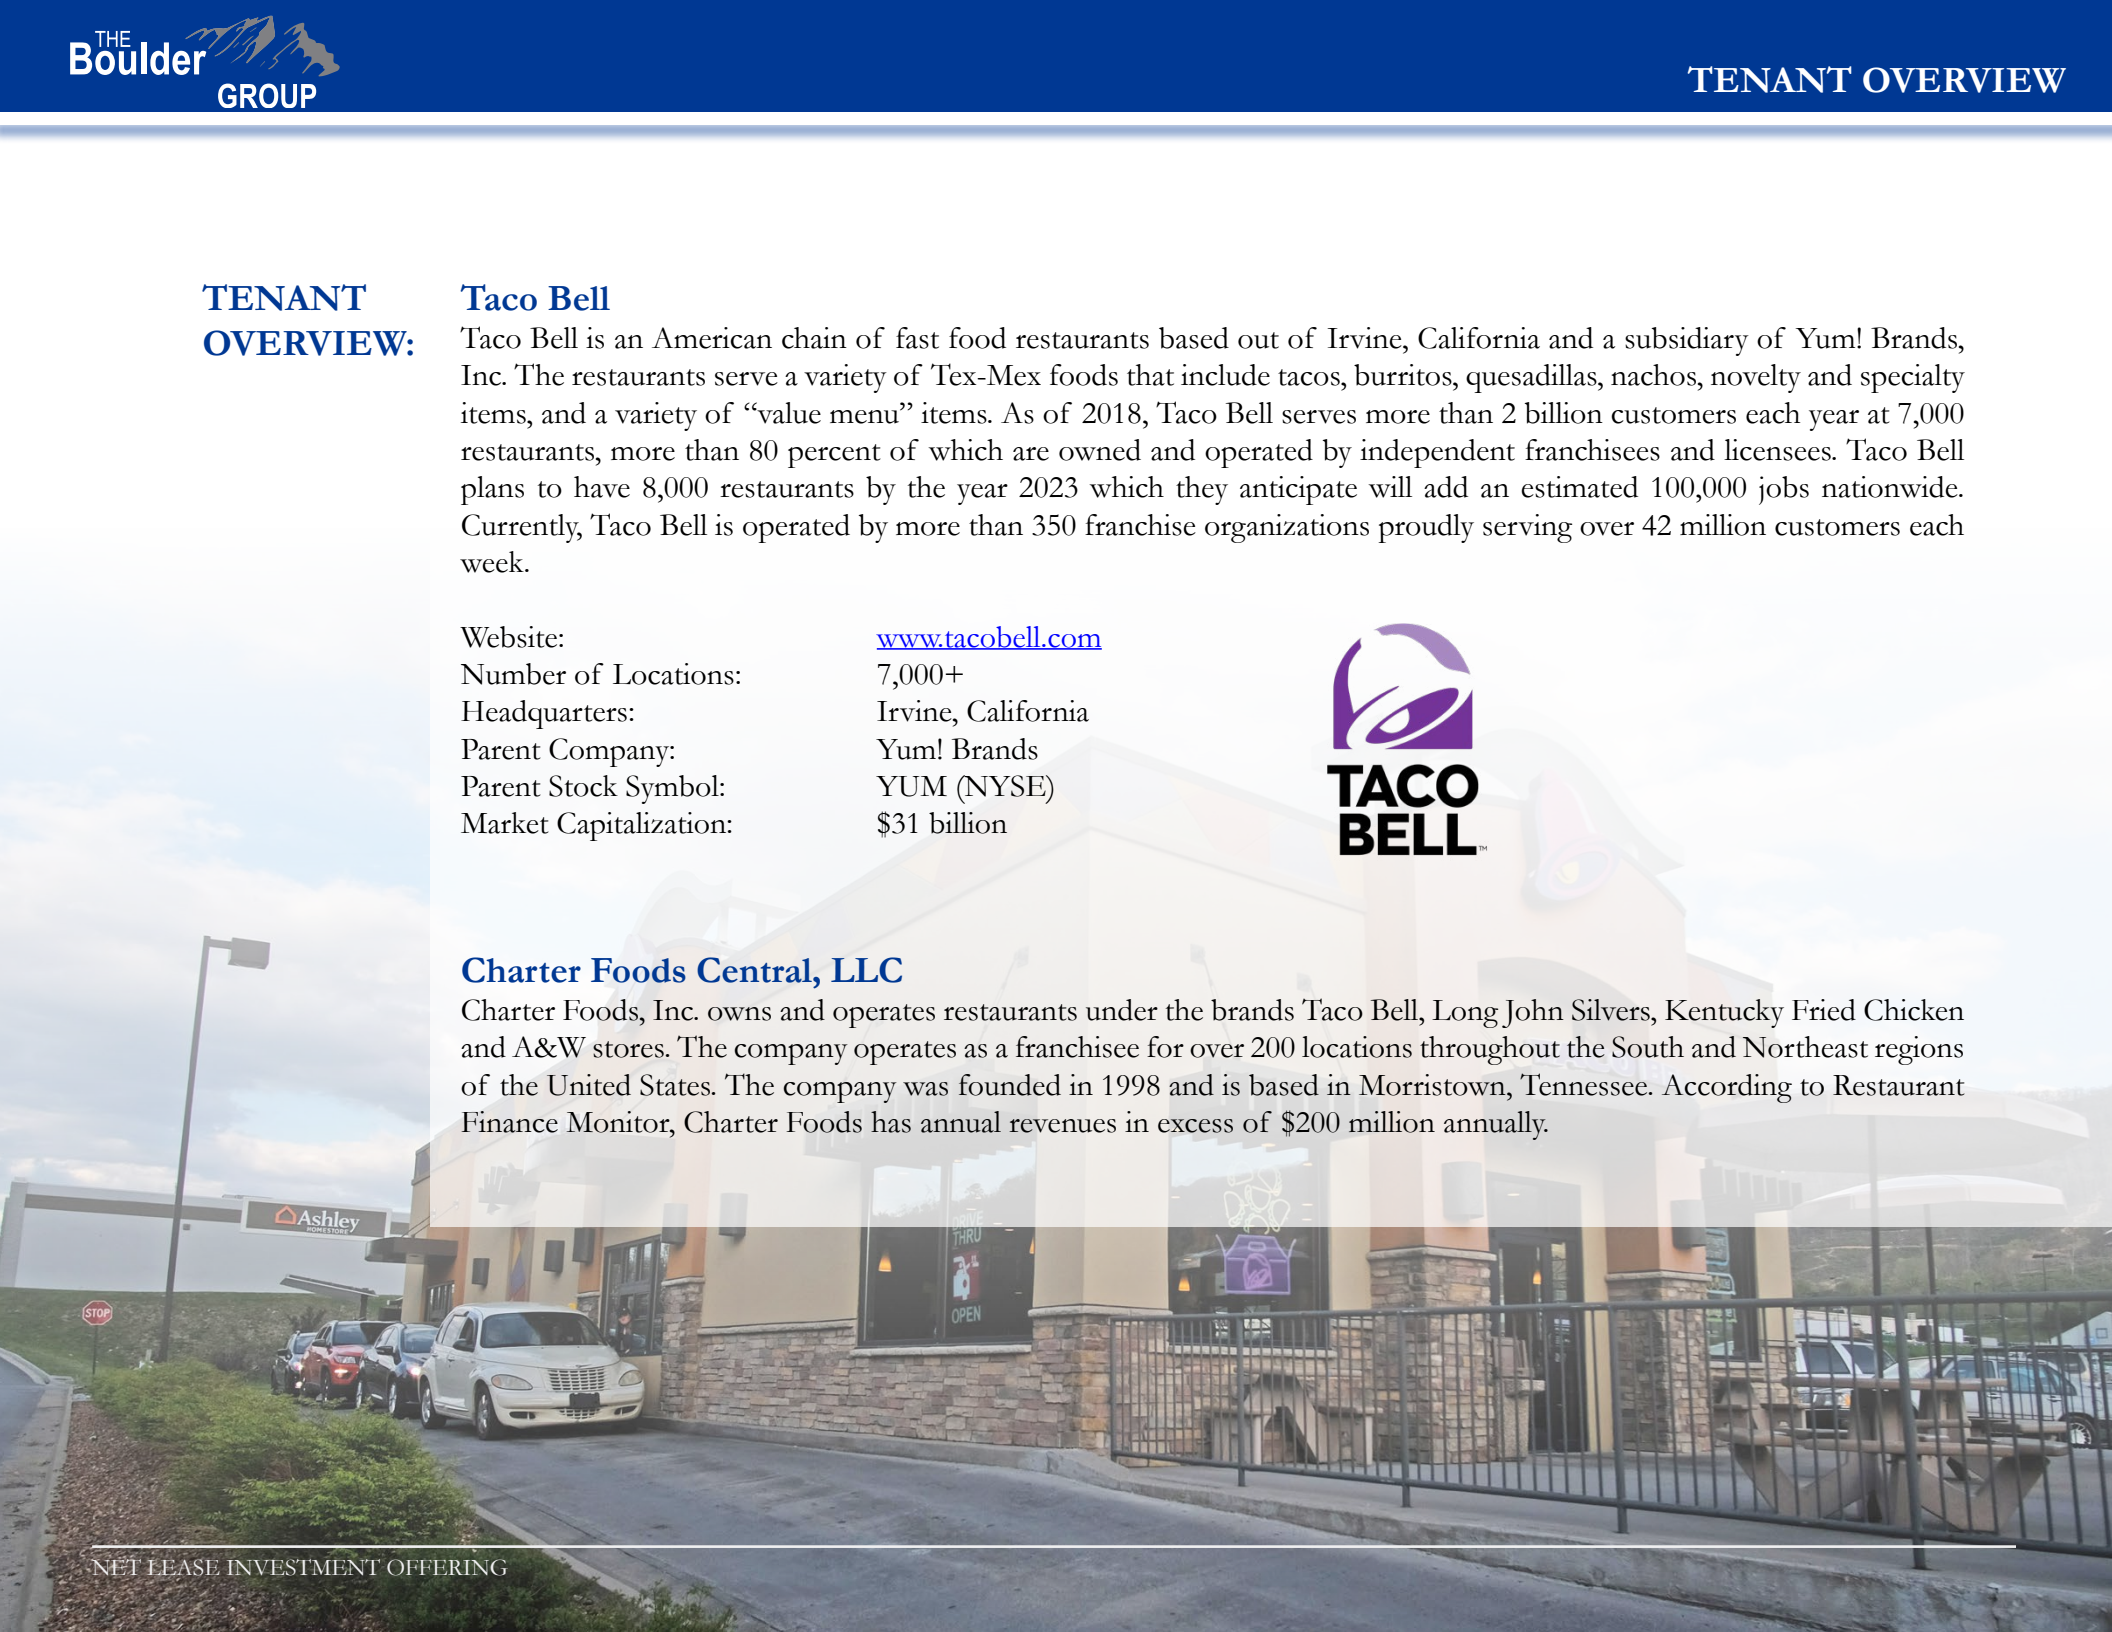 THE
Boulder
GROUP
TENANT OVERVIEW
TENANT
OVERVIEW:
Taco Bell
Taco Bell is an American chain of fast food restaurants based out of Irvine, California and a subsidiary of Yum! Brands,
Inc. The restaurants serve a variety of Tex-Mex foods that include tacos, burritos, quesadillas, nachos, novelty and specialty
items, and a variety of “value menu” items. As of 2018, Taco Bell serves more than 2 billion customers each year at 7,000
restaurants, more than 80 percent of which are owned and operated by independent franchisees and licensees. Taco Bell
plans to have 8,000 restaurants by the year 2023 which they anticipate will add an estimated 100,000 jobs nationwide.
Currently, Taco Bell is operated by more than 350 franchise organizations proudly serving over 42 million customers each
week.
Website: www.tacobell.com
Number of Locations: 7,000+
Headquarters: Irvine, California
Parent Company: Yum! Brands
Parent Stock Symbol: YUM (NYSE)
Market Capitalization: $31 billion
TACO
BELL™
Charter Foods Central, LLC
Charter Foods, Inc. owns and operates restaurants under the brands Taco Bell, Long John Silvers, Kentucky Fried Chicken
and A&W stores. The company operates as a franchisee for over 200 locations throughout the South and Northeast regions
of the United States. The company was founded in 1998 and is based in Morristown, Tennessee. According to Restaurant
Finance Monitor, Charter Foods has annual revenues in excess of $200 million annually.
Ashley
HOMESTORE
DRIVE
THRU
OPEN
STOP
NET LEASE INVESTMENT OFFERING